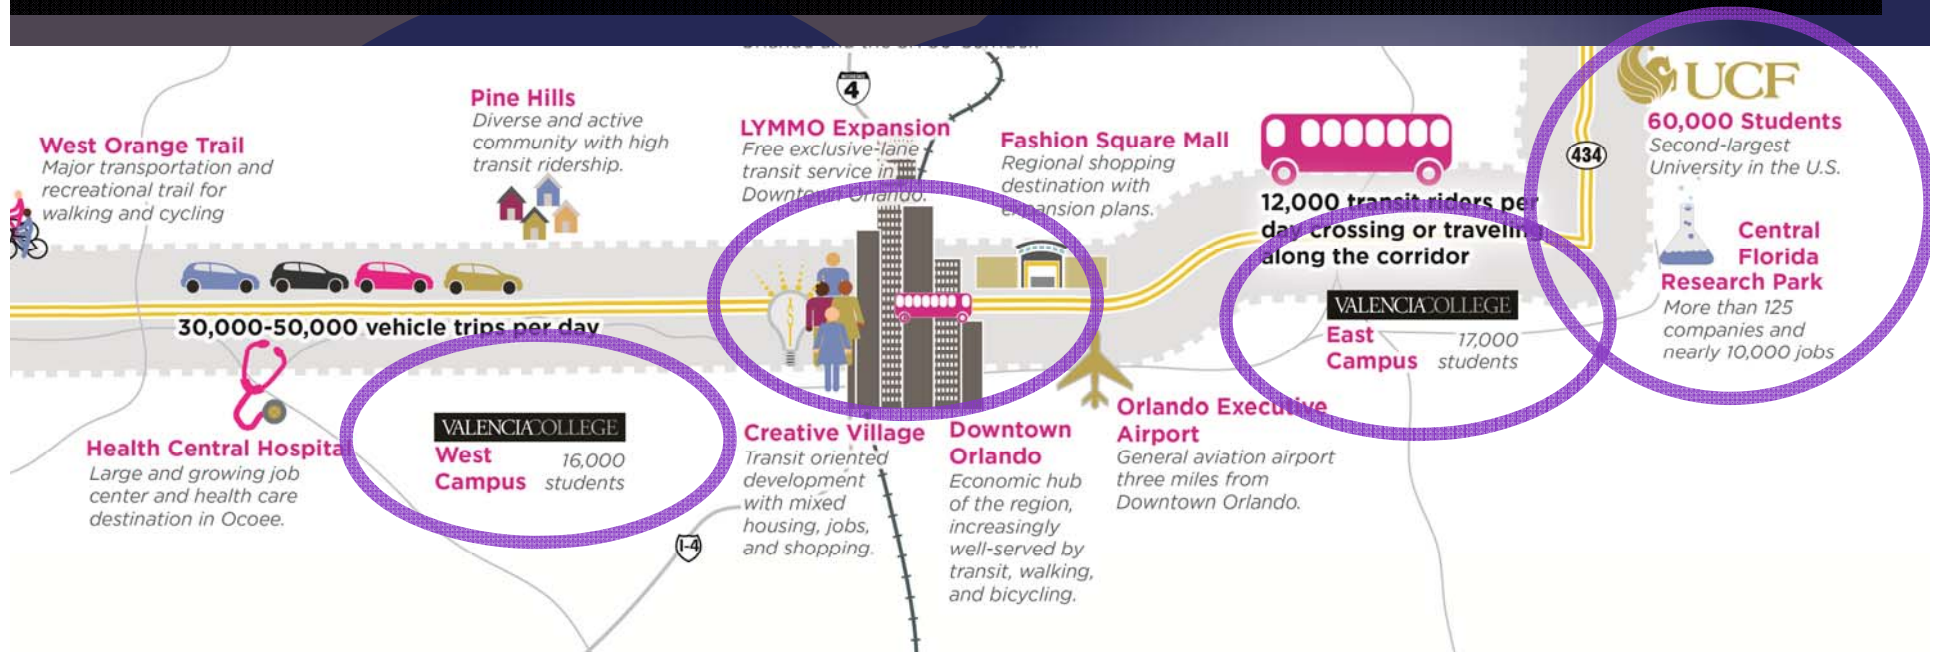 4
Pine Hills
Diverse and active
community with high
transit ridership.
West Orange Trail
Major transportation and
recreational trail for
walking and cycling
LYMMO Expansion
Free exclusive-lane
transit service in
Downtown Orlando.
Fashion Square Mall
Regional shopping
destination with
expansion plans.
12,000 transit riders per
day crossing or traveling
along the corridor
434
UCF
60,000 Students
Second-largest
University in the U.S.
Central
Florida
Research Park
More than 125
companies and
nearly 10,000 jobs
30,000-50,000 vehicle trips per day
VALENCIACOLLEGE
East
Campus
17,000
students
Health Central Hospital
Large and growing job
center and health care
destination in Ocoee.
VALENCIACOLLEGE
West
Campus
16,000
students
I-4
Creative Village
Transit oriented
development
with mixed
housing, jobs,
and shopping.
Downtown
Orlando
Economic hub
of the region,
increasingly
well-served by
transit, walking,
and bicycling.
Orlando Executive
Airport
General aviation airport
three miles from
Downtown Orlando.